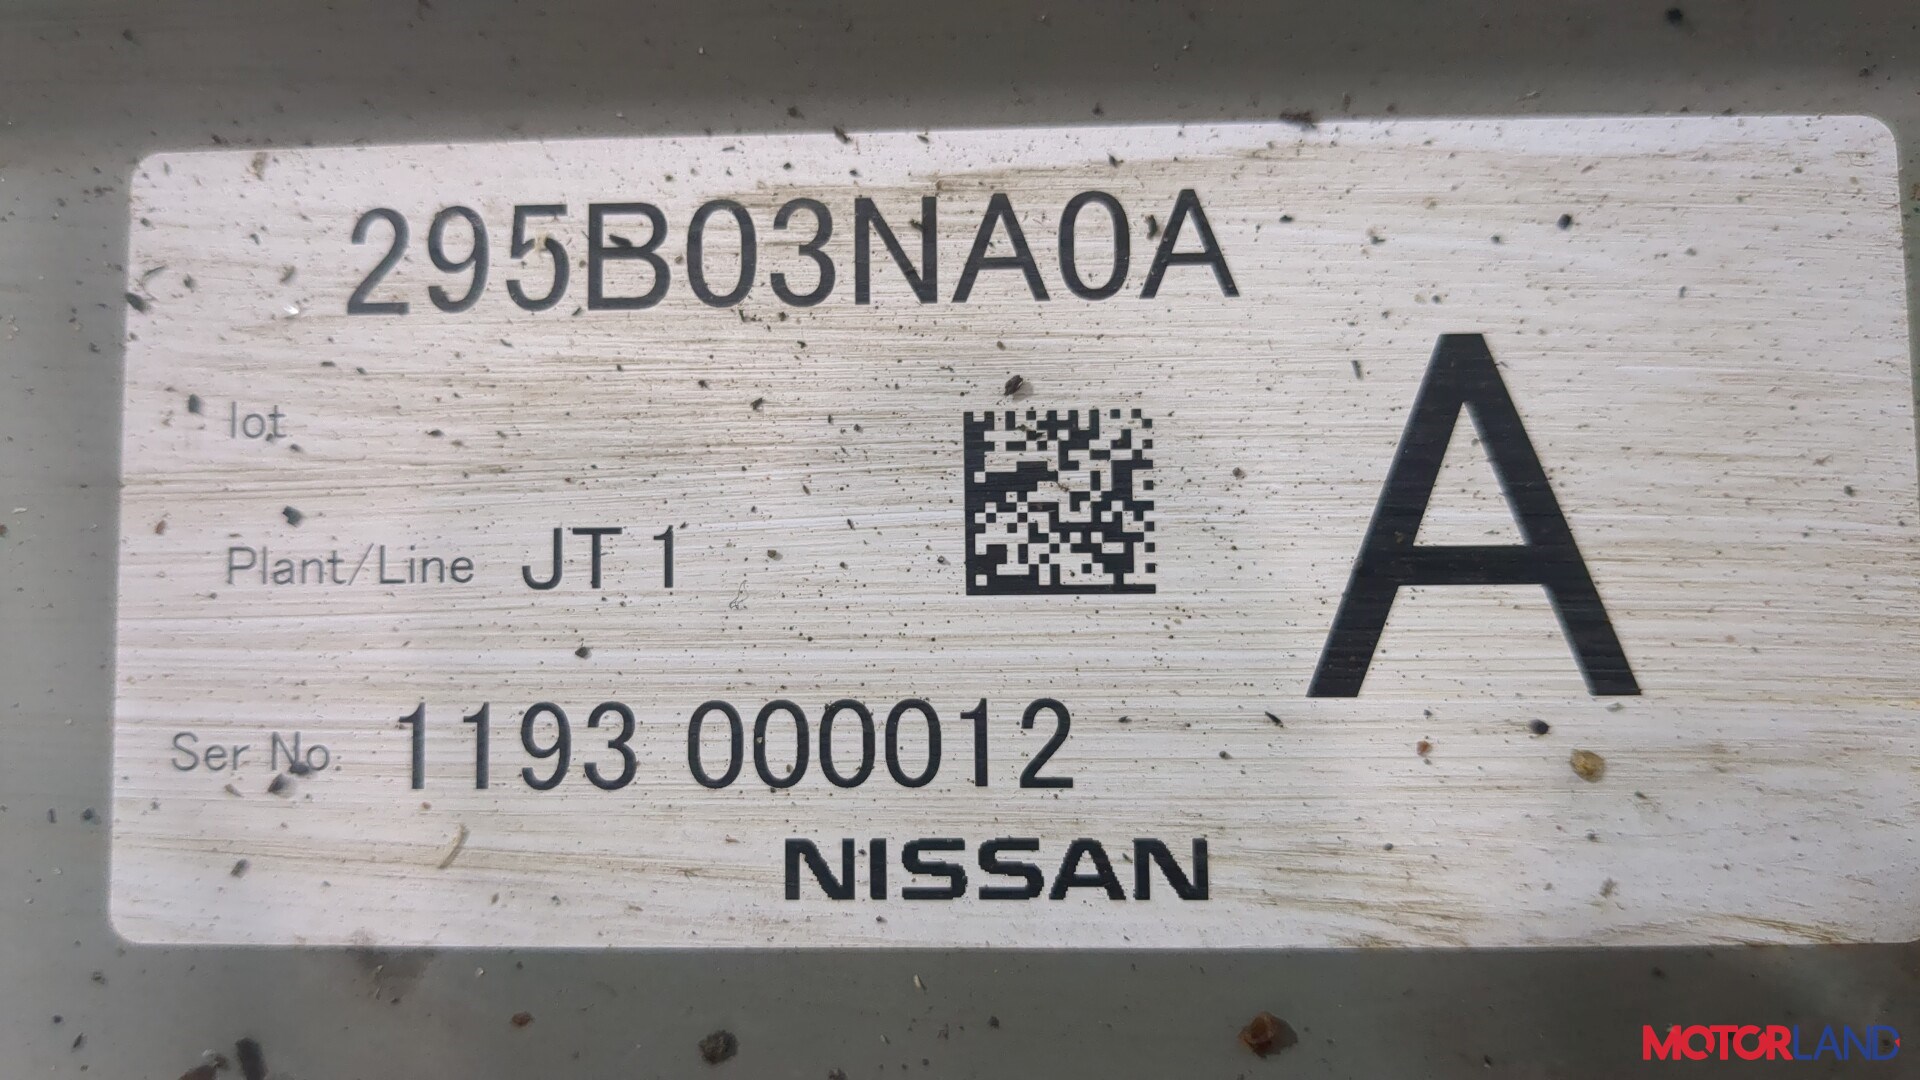 295B03NA0A
lot
A
Plant/Line JT 1
Ser No. 1193 000012
NISSAN
MOTORLAND